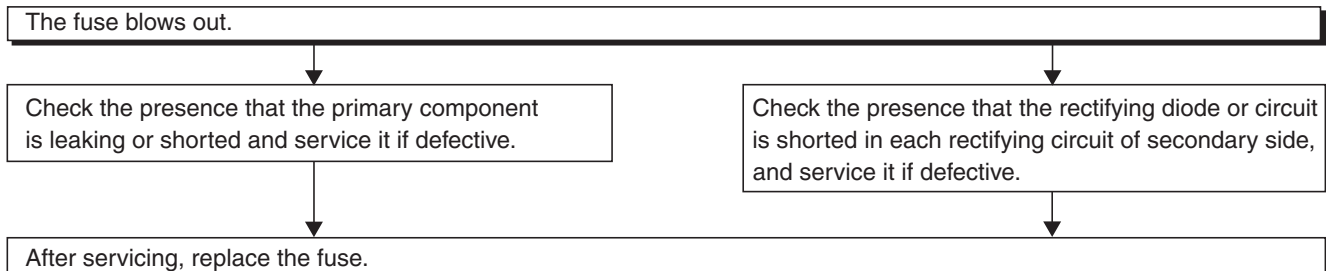 The fuse blows out.
Check the presence that the primary component
is leaking or shorted and service it if defective.
Check the presence that the rectifying diode or circuit
is shorted in each rectifying circuit of secondary side,
and service it if defective.
After servicing, replace the fuse.